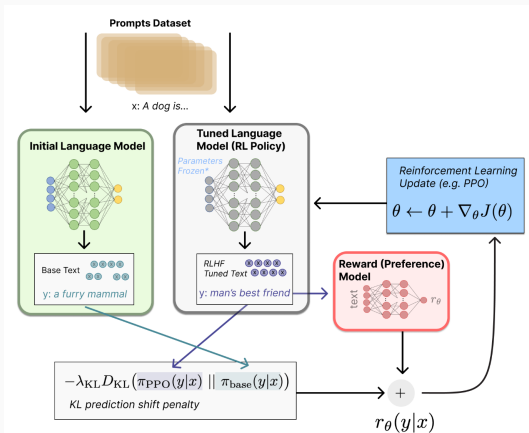 Prompts Dataset
x: A dog is...
Initial Language Model
Base Text
y: a furry mammal
Tuned Language
Model (RL Policy)
Parameters
Frozen*
RLHF
Tuned Text
y: man's best friend
Reinforcement Learning
Update (e.g. PPO)
θ ← θ + ∇θJ(θ)
Reward (Preference)
Model
text
rθ
−λKL DKL(πPPO(y|x) || πbase(y|x))
KL prediction shift penalty
+
rθ(y|x)